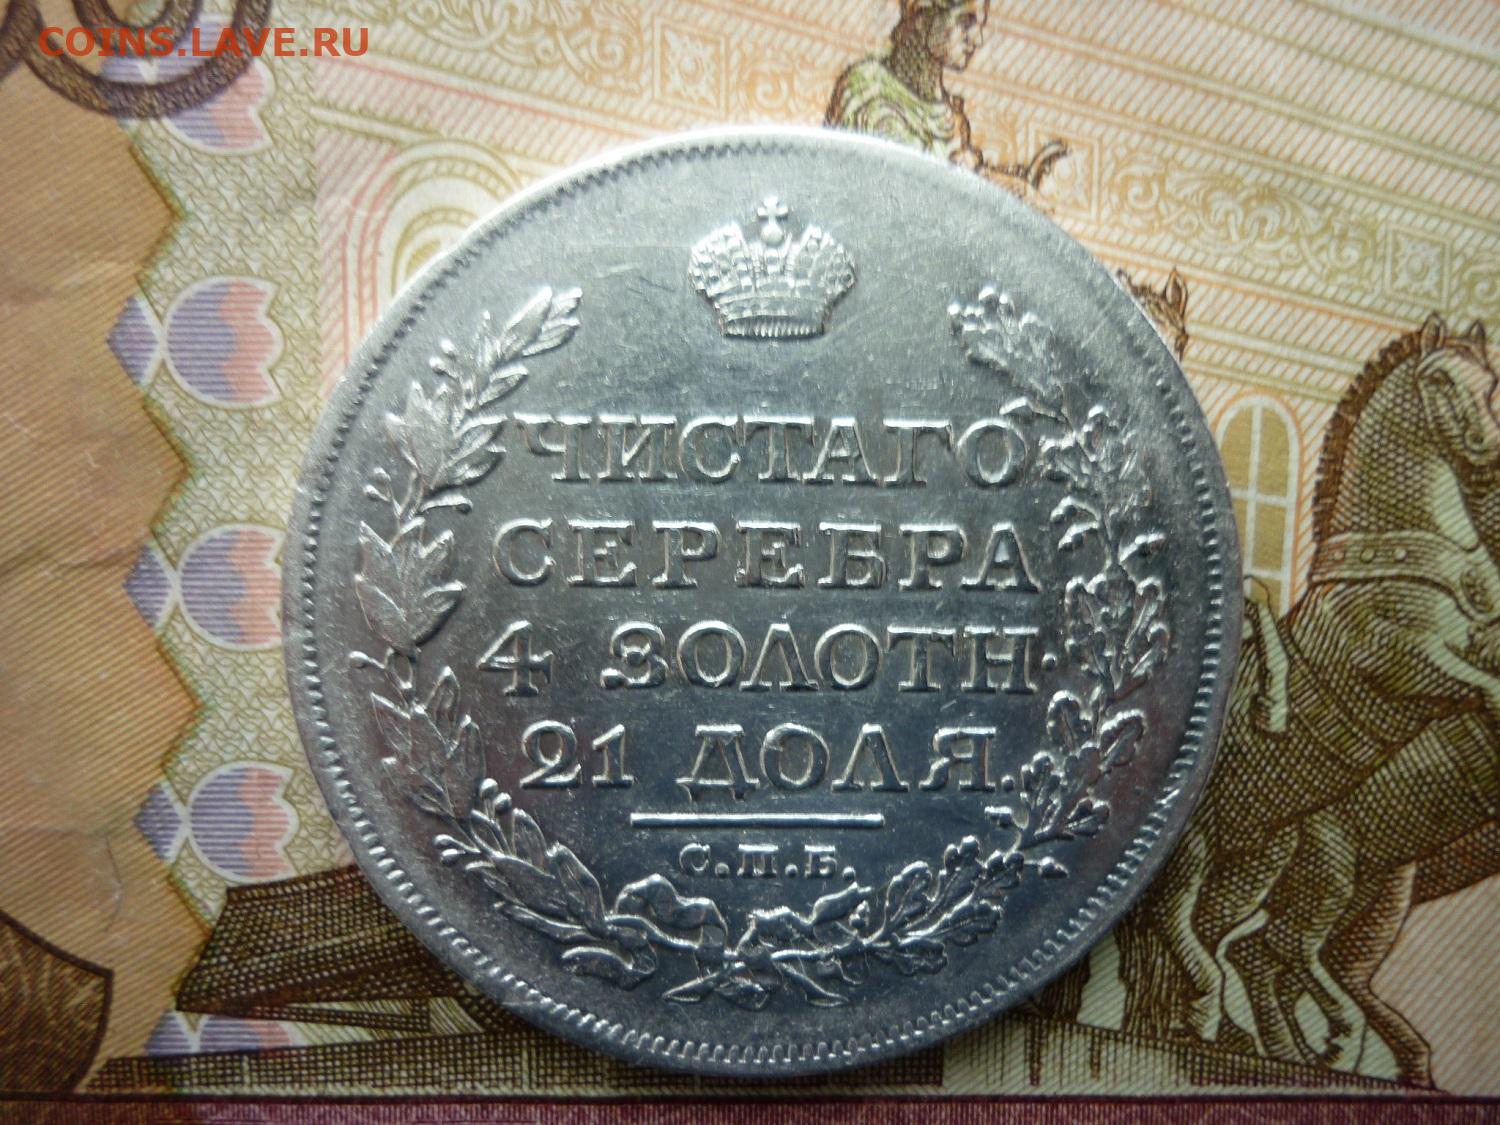 COINS.LAVE.RU
ЧИСТАГО
СЕРЕБРА
4 ЗОЛОТН.
21 ДОЛЯ.
С.П.Б.